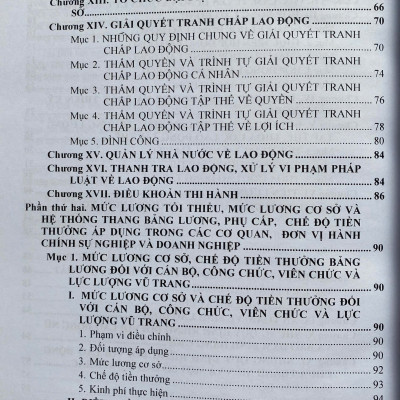 SỞ........ 66
Chương XIV. GIẢI QUYẾT TRANH CHẤP LAO ĐỘNG........ 70
Mục 1. NHỮNG QUY ĐỊNH CHUNG VỀ GIẢI QUYẾT TRANH
CHẤP LAO ĐỘNG........ 70
Mục 2. THẨM QUYỀN VÀ TRÌNH TỰ GIẢI QUYẾT TRANH
CHẤP LAO ĐỘNG CÁ NHÂN........ 74
Mục 3. THẨM QUYỀN VÀ TRÌNH TỰ GIẢI QUYẾT TRANH
CHẤP LAO ĐỘNG TẬP THỂ VỀ QUYỀN........ 76
Mục 4. THẨM QUYỀN VÀ TRÌNH TỰ GIẢI QUYẾT TRANH
CHẤP LAO ĐỘNG TẬP THỂ VỀ LỢI ÍCH........ 78
Mục 5. ĐÌNH CÔNG........ 80
Chương XV. QUẢN LÝ NHÀ NƯỚC VỀ LAO ĐỘNG........ 84
Chương XVI. THANH TRA LAO ĐỘNG, XỬ LÝ VI PHẠM PHÁP
LUẬT VỀ LAO ĐỘNG........ 84
Chương XVII. ĐIỀU KHOẢN THI HÀNH........ 86
Phần thứ hai. MỨC LƯƠNG TỐI THIỂU, MỨC LƯƠNG CƠ SỞ VÀ
HỆ THỐNG THANG BẢNG LƯƠNG, PHỤ CẤP, CHẾ ĐỘ TIỀN
THƯỞNG ÁP DỤNG TRONG CÁC CƠ QUAN, ĐƠN VỊ HÀNH
CHÍNH SỰ NGHIỆP VÀ DOANH NGHIỆP........ 90
Mục 1. MỨC LƯƠNG CƠ SỞ, CHẾ ĐỘ TIỀN THƯỞNG BẢNG
LƯƠNG ĐỐI VỚI CÁN BỘ, CÔNG CHỨC, VIÊN CHỨC VÀ
LỰC LƯỢNG VŨ TRANG........ 90
I. MỨC LƯƠNG CƠ SỞ VÀ CHẾ ĐỘ TIỀN THƯỞNG ĐỐI
VỚI CÁN BỘ, CÔNG CHỨC, VIÊN CHỨC VÀ LỰC
LƯỢNG VŨ TRANG........ 90
1. Phạm vi điều chỉnh........ 90
2. Đối tượng áp dụng........ 90
3. Mức lương cơ sở........ 92
4. Chế độ tiền thưởng........ 93
5. Kinh phí thực hiện........ 94